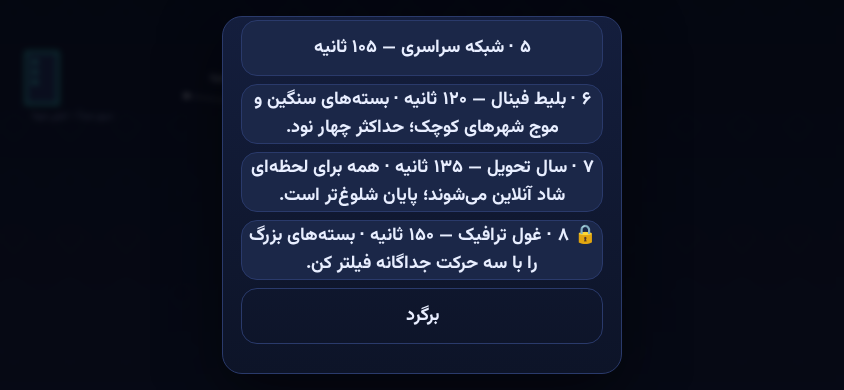 ۵ · شبکه سراسری — ۱۰۵ ثانیه
۶ · بلیط فینال — ۱۲۰ ثانیه · بسته‌های سنگین و
موج شهرهای کوچک؛ حداکثر چهار نود.
۷ · سال تحویل — ۱۳۵ ثانیه · همه برای لحظه‌ای
شاد آنلاین می‌شوند؛ پایان شلوغ‌تر است.
🔒 ۸ · غول ترافیک — ۱۵۰ ثانیه · بسته‌های بزرگ
را با سه حرکت جداگانه فیلتر کن.
برگرد